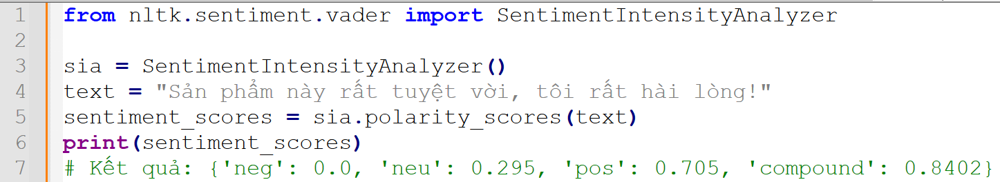 1 from nltk.sentiment.vader import SentimentIntensityAnalyzer
2
3 sia = SentimentIntensityAnalyzer()
4 text = "Sản phẩm này rất tuyệt vời, tôi rất hài lòng!"
5 sentiment_scores = sia.polarity_scores(text)
6 print(sentiment_scores)
7 # Kết quả: {'neg': 0.0, 'neu': 0.295, 'pos': 0.705, 'compound': 0.8402}